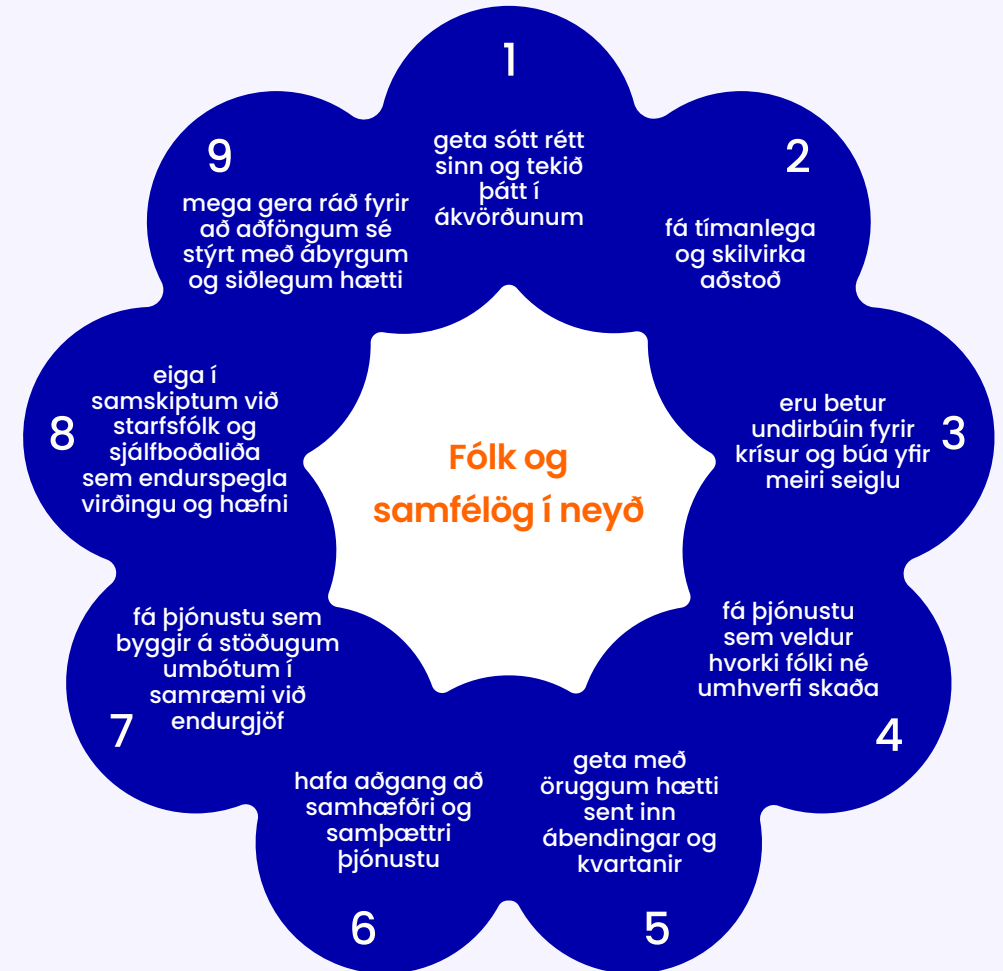 1
geta sótt rétt
sinn og tekið
þátt í
ákvörðunum
2
fá tímanlega
og skilvirka
aðstoð
eru betur
undirbúin fyrir
krísur og búa yfir
meiri seiglu
3
fá þjónustu
sem veldur
hvorki fólki né
umhverfi skaða
4
geta með
öruggum hætti
sent inn
ábendingar og
kvartanir
5
hafa aðgang að
samhæfðri og
samþættri
þjónustu
6
fá þjónustu sem
byggir á stöðugum
umbótum í
samræmi við
endurgjöf
7
eiga í
samskiptum við
starfsfólk og
sjálfboðaliða
sem endurspegla
virðingu og hæfni
8
9
mega gera ráð fyrir
að aðföngum sé
stýrt með ábyrgum
og siðlegum hætti
Fólk og
samfélög í neyð